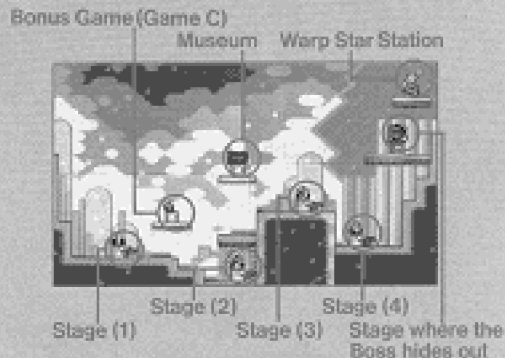 Bonus Game (Game C)
Museum
Warp Star Station
Stage (1)
Stage (2)
Stage (3)
Stage (4)
Stage where the
Boss hides out